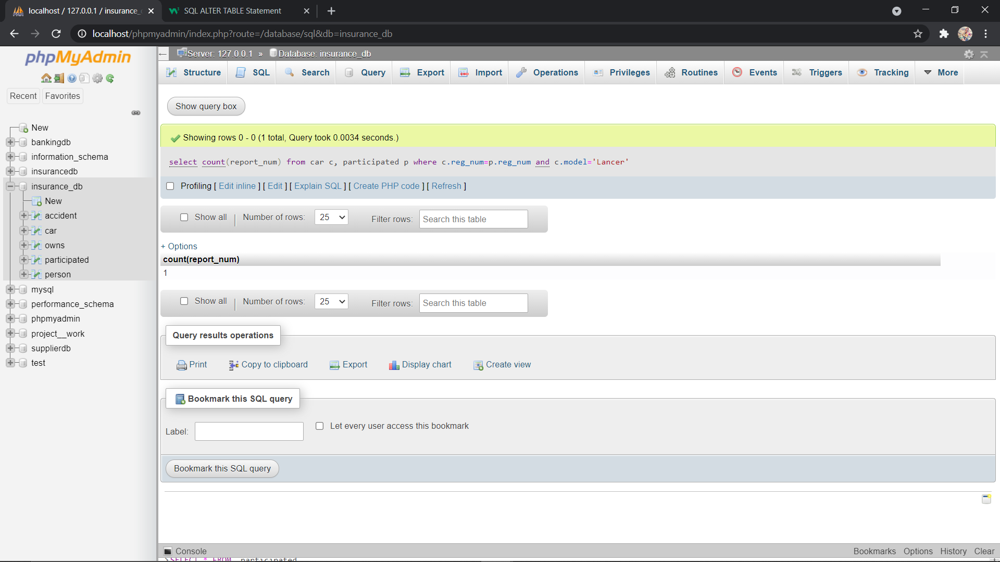 localhost / 127.0.0.1 / insurance_
SQL ALTER TABLE Statement
localhost/phpmyadmin/index.php?route=/database/sql&db=insurance_db
phpMyAdmin
Recent
Favorites
New
bankingdb
information_schema
insurancedb
insurance_db
New
accident
car
owns
participated
person
mysql
performance_schema
phpmyadmin
project__work
supplierdb
test
Server: 127.0.0.1 » Database: insurance_db
Structure SQL Search Query Export Import Operations Privileges Routines Events Triggers Tracking More
Show query box
Showing rows 0 - 0 (1 total, Query took 0.0034 seconds.)
select count(report_num) from car c, participated p where c.reg_num=p.reg_num and c.model='Lancer'
Profiling [ Edit inline ] [ Edit ] [ Explain SQL ] [ Create PHP code ] [ Refresh ]
Show all | Number of rows: 25 Filter rows: Search this table
+ Options
count(report_num)
1
Show all | Number of rows: 25 Filter rows: Search this table
Query results operations
Print Copy to clipboard Export Display chart Create view
Bookmark this SQL query
Label:
Let every user access this bookmark
Bookmark this SQL query
Console
Bookmarks Options History Clear
>SELECT * FROM participated